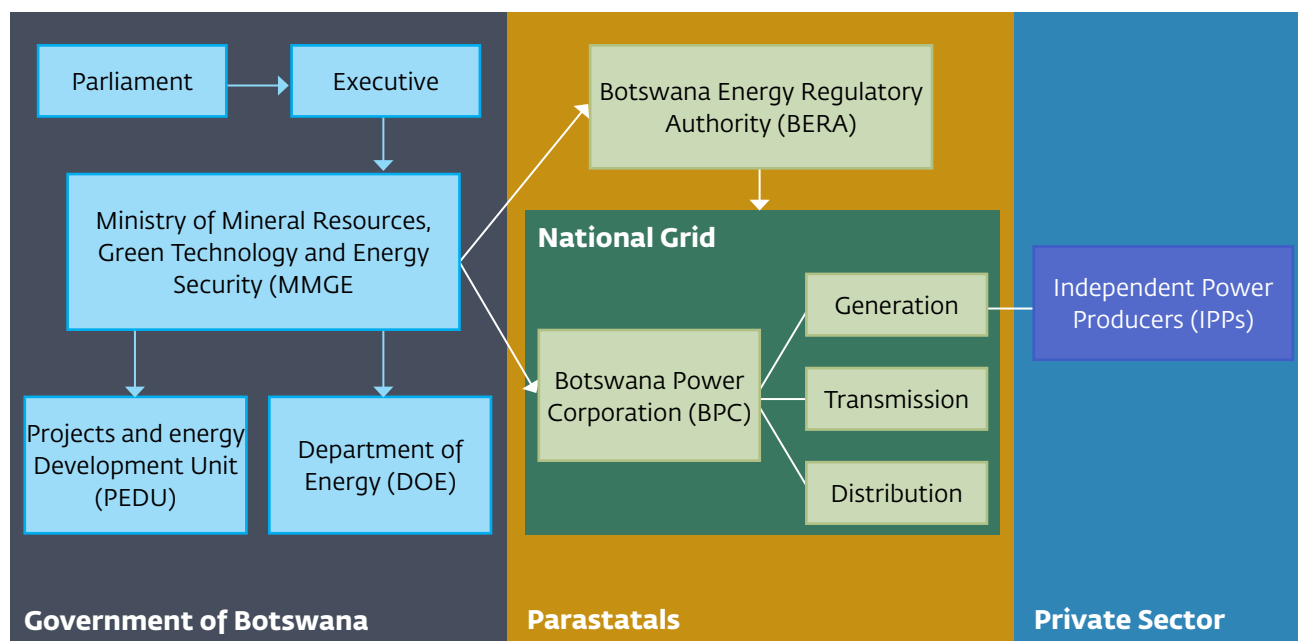 Parliament
Executive
Ministry of Mineral Resources,
Green Technology and Energy
Security (MMGE
Projects and energy
Development Unit
(PEDU)
Department of
Energy (DOE)
Government of Botswana
Botswana Energy Regulatory
Authority (BERA)
National Grid
Botswana Power
Corporation (BPC)
Generation
Transmission
Distribution
Parastatals
Independent Power
Producers (IPPs)
Private Sector